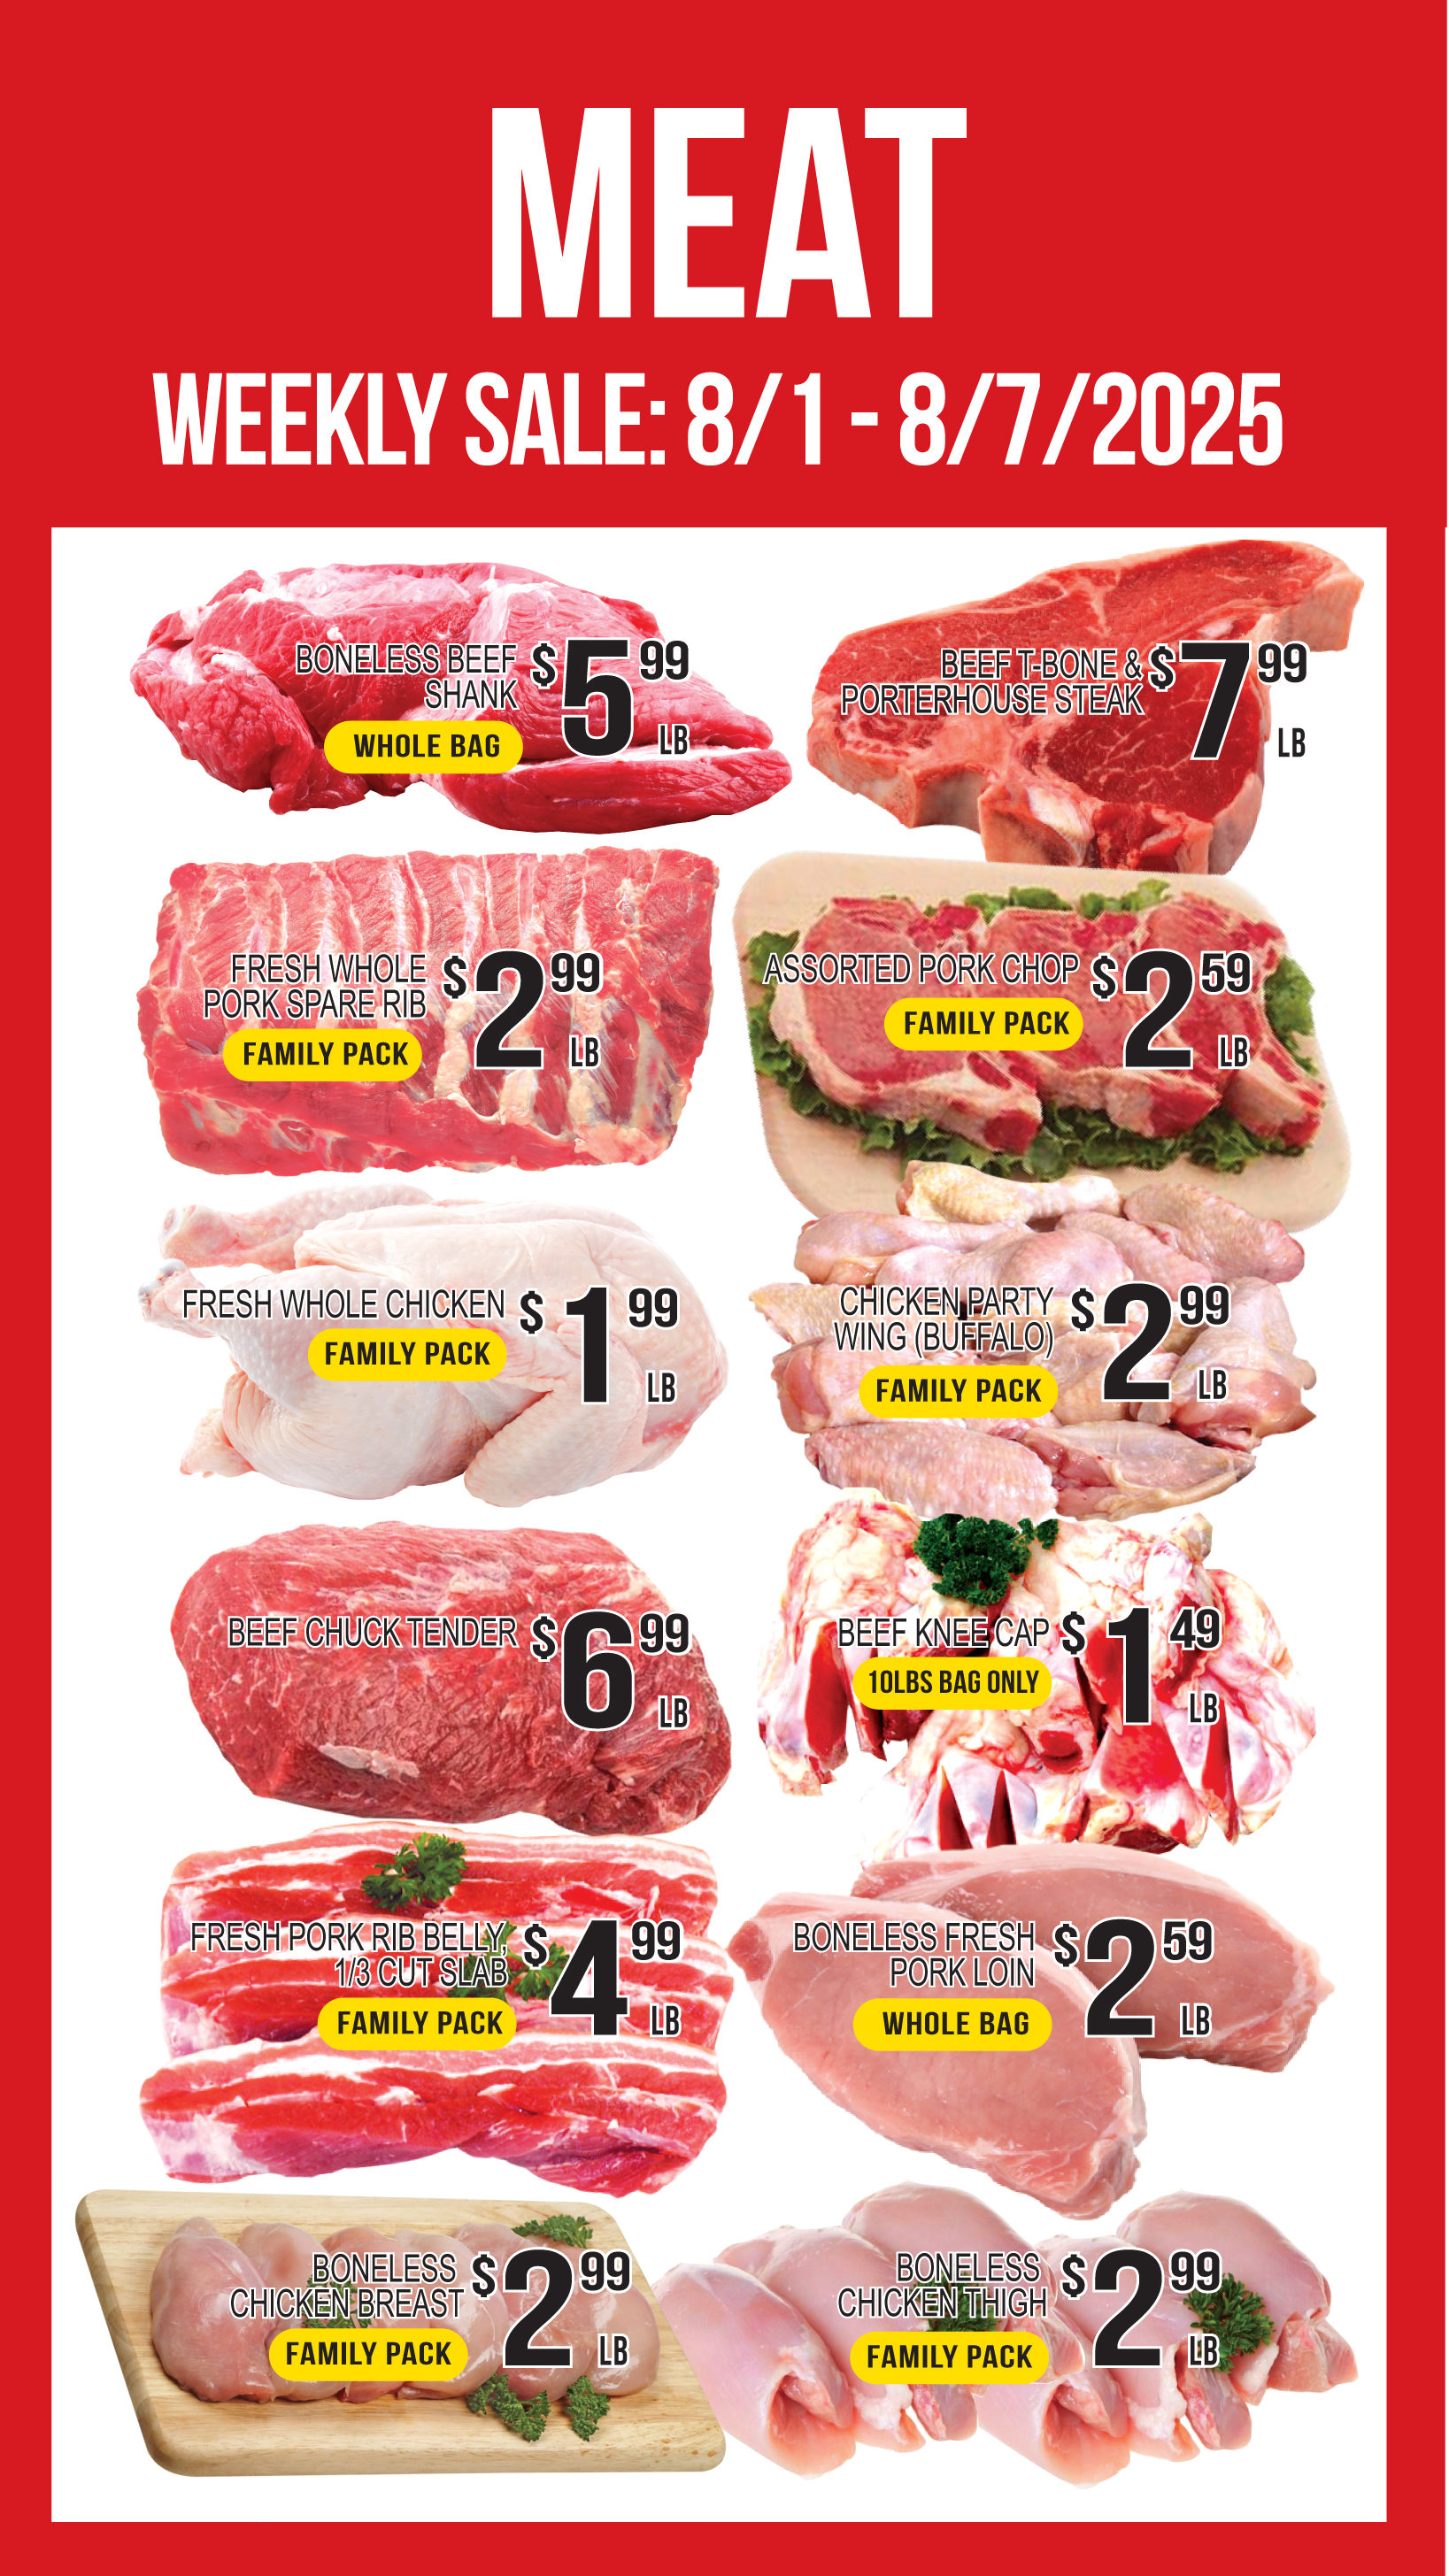 MEAT
WEEKLY SALE: 8/1 - 8/7/2025
BONELESS BEEF
SHANK
WHOLE BAG
$5 99
LB
BEEF T-BONE &
PORTERHOUSE STEAK
$7 99
LB
FRESH WHOLE
PORK SPARE RIB
FAMILY PACK
$2 99
LB
ASSORTED PORK CHOP
FAMILY PACK
$2 59
LB
FRESH WHOLE CHICKEN
FAMILY PACK
$1 99
LB
CHICKEN PARTY
WING (BUFFALO)
FAMILY PACK
$2 99
LB
BEEF CHUCK TENDER
$6 99
LB
BEEF KNEE CAP
10LBS BAG ONLY
$1 49
LB
FRESH PORK RIB BELLY,
1/3 CUT SLAB
FAMILY PACK
$4 99
LB
BONELESS FRESH
PORK LOIN
WHOLE BAG
$2 59
LB
BONELESS
CHICKEN BREAST
FAMILY PACK
$2 99
LB
BONELESS
CHICKEN THIGH
FAMILY PACK
$2 99
LB